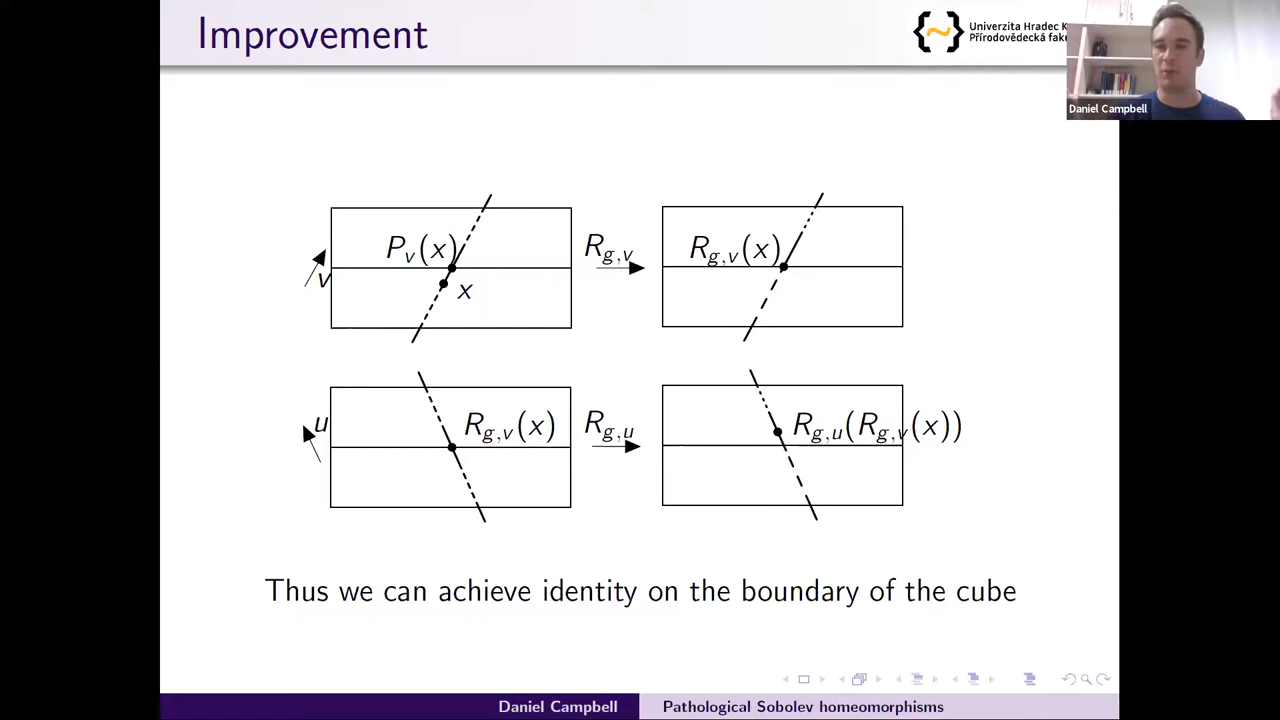 Improvement
Univerzita Hradec K
Přírodovědecká fak
Daniel Campbell
P_v(x)
x
v
R_{g,v}
R_{g,v}(x)
u
R_{g,v}(x)
R_{g,u}
R_{g,u}(R_{g,v}(x))
Thus we can achieve identity on the boundary of the cube
Daniel Campbell
Pathological Sobolev homeomorphisms